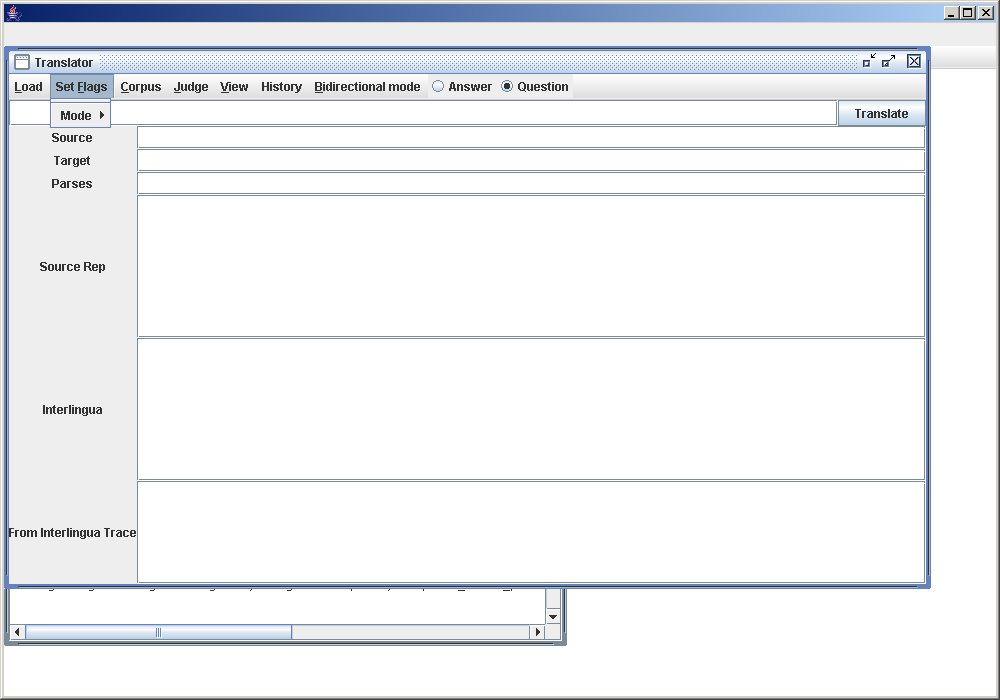 Translator
Load Set Flags Corpus Judge View History Bidirectional mode Answer Question
Mode Translate
Source
Target
Parses
Source Rep
Interlingua
From Interlingua Trace